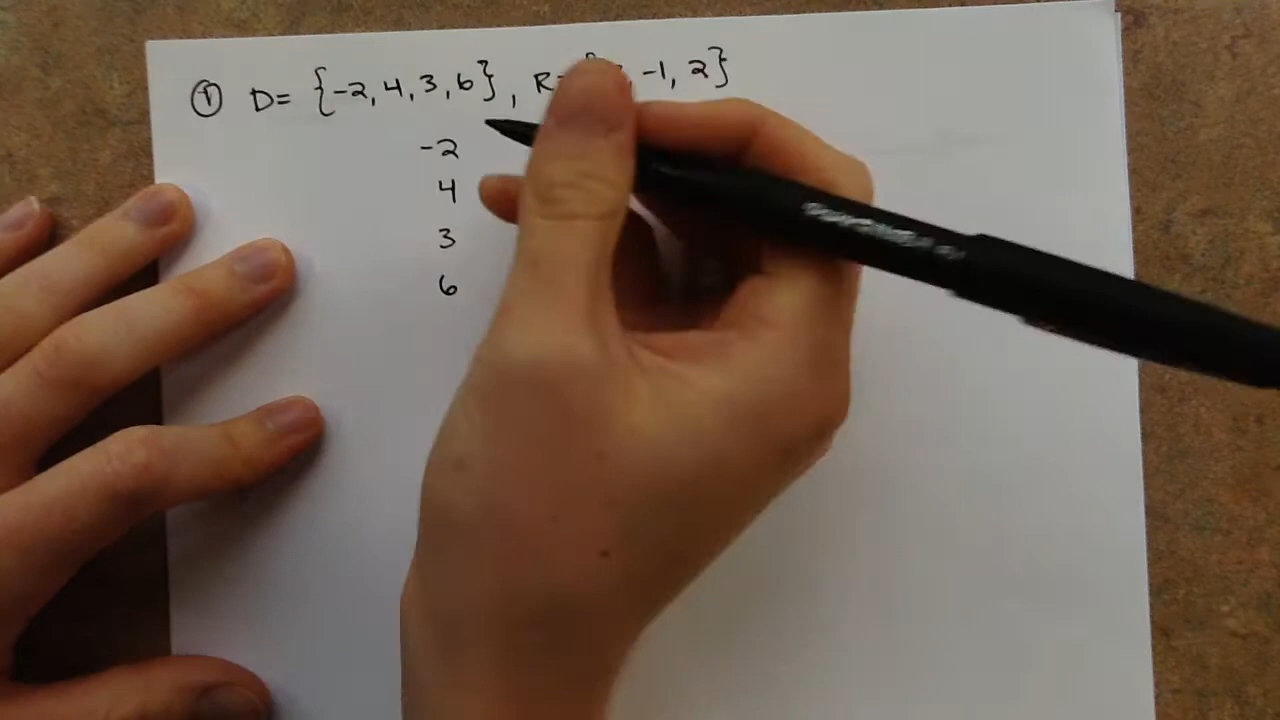 ① D= {-2, 4, 3, 6}, R= , -1, 2}
-2
4
3
6